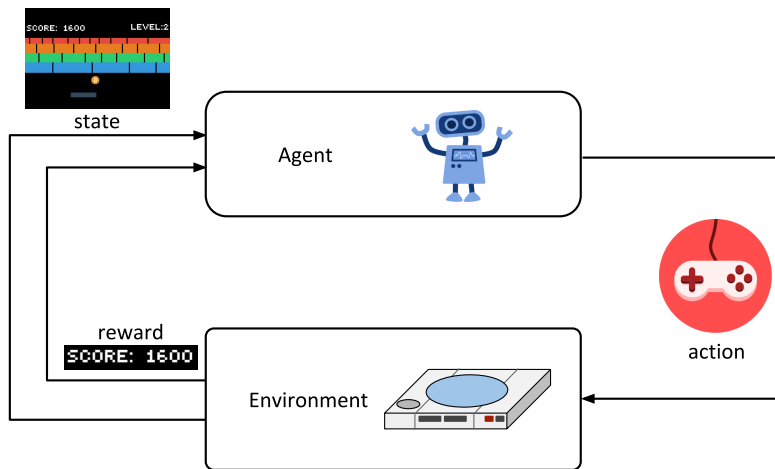 SCORE: 1600 LEVEL:2
state
Agent
reward
SCORE: 1600
action
Environment